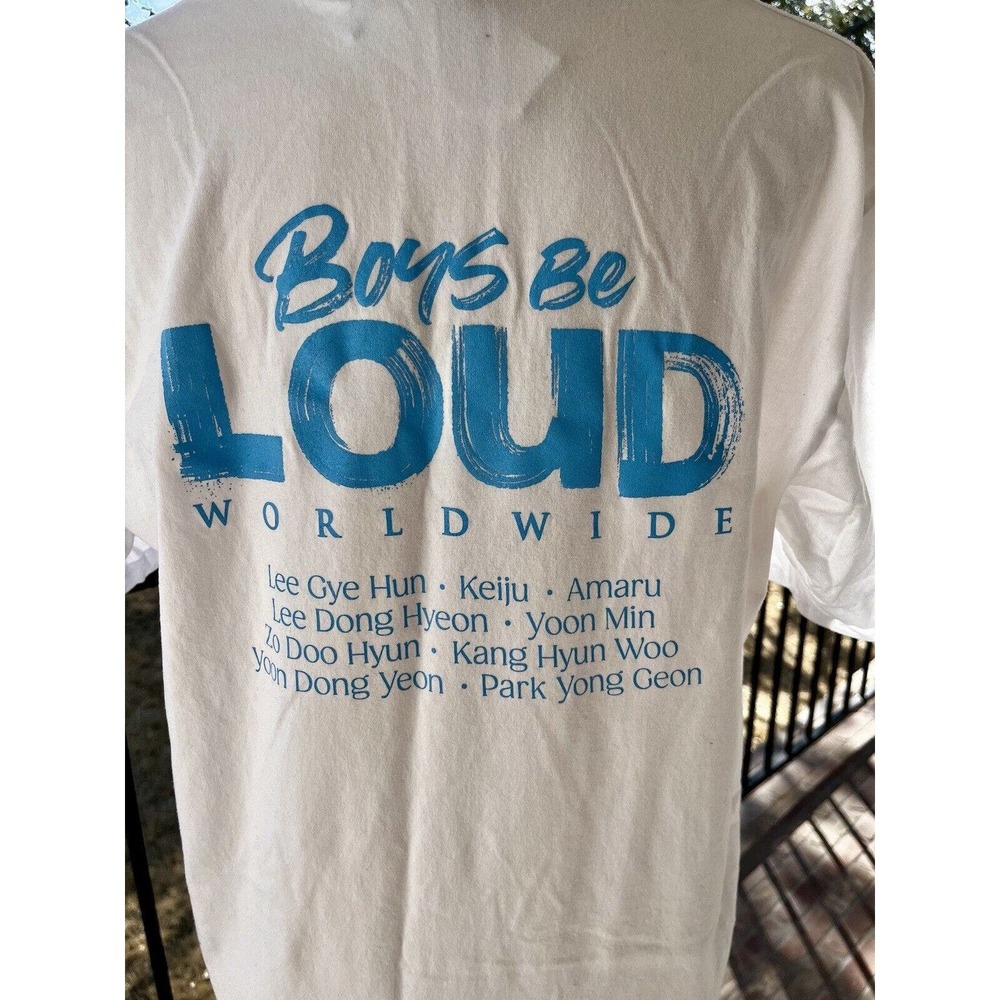 Boys Be
LOUD
WORLDWIDE
Lee Gye Hun · Keiju · Amaru
Lee Dong Hyeon · Yoon Min
Zo Doo Hyun · Kang Hyun Woo
Yoon Dong Yeon · Park Yong Geon